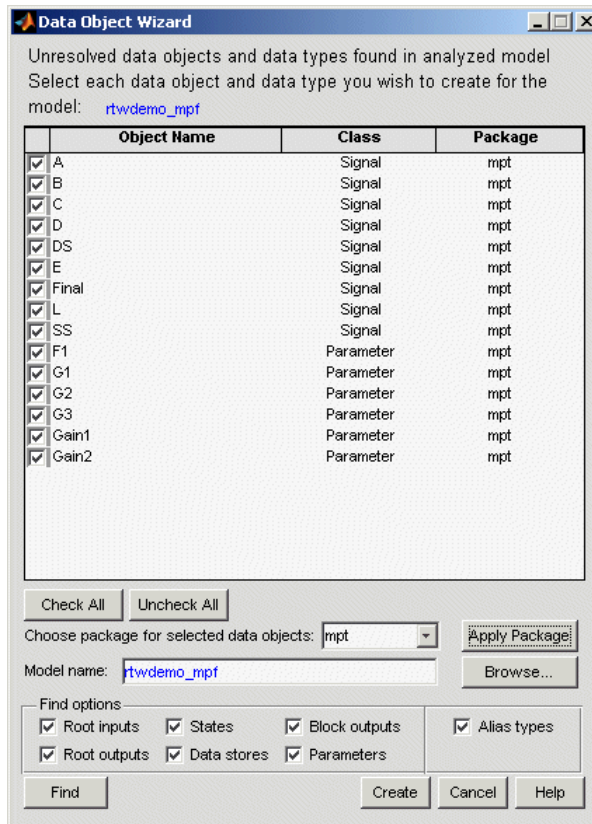 Data Object Wizard
Unresolved data objects and data types found in analyzed model
Select each data object and data type you wish to create for the
model: rtwdemo_mpf
Object Name Class Package
A Signal mpt
B Signal mpt
C Signal mpt
D Signal mpt
DS Signal mpt
E Signal mpt
Final Signal mpt
L Signal mpt
SS Signal mpt
F1 Parameter mpt
G1 Parameter mpt
G2 Parameter mpt
G3 Parameter mpt
Gain1 Parameter mpt
Gain2 Parameter mpt
Check All Uncheck All
Choose package for selected data objects: mpt Apply Package
Model name: rtwdemo_mpf Browse...
Find options
Root inputs States Block outputs Alias types
Root outputs Data stores Parameters
Find Create Cancel Help